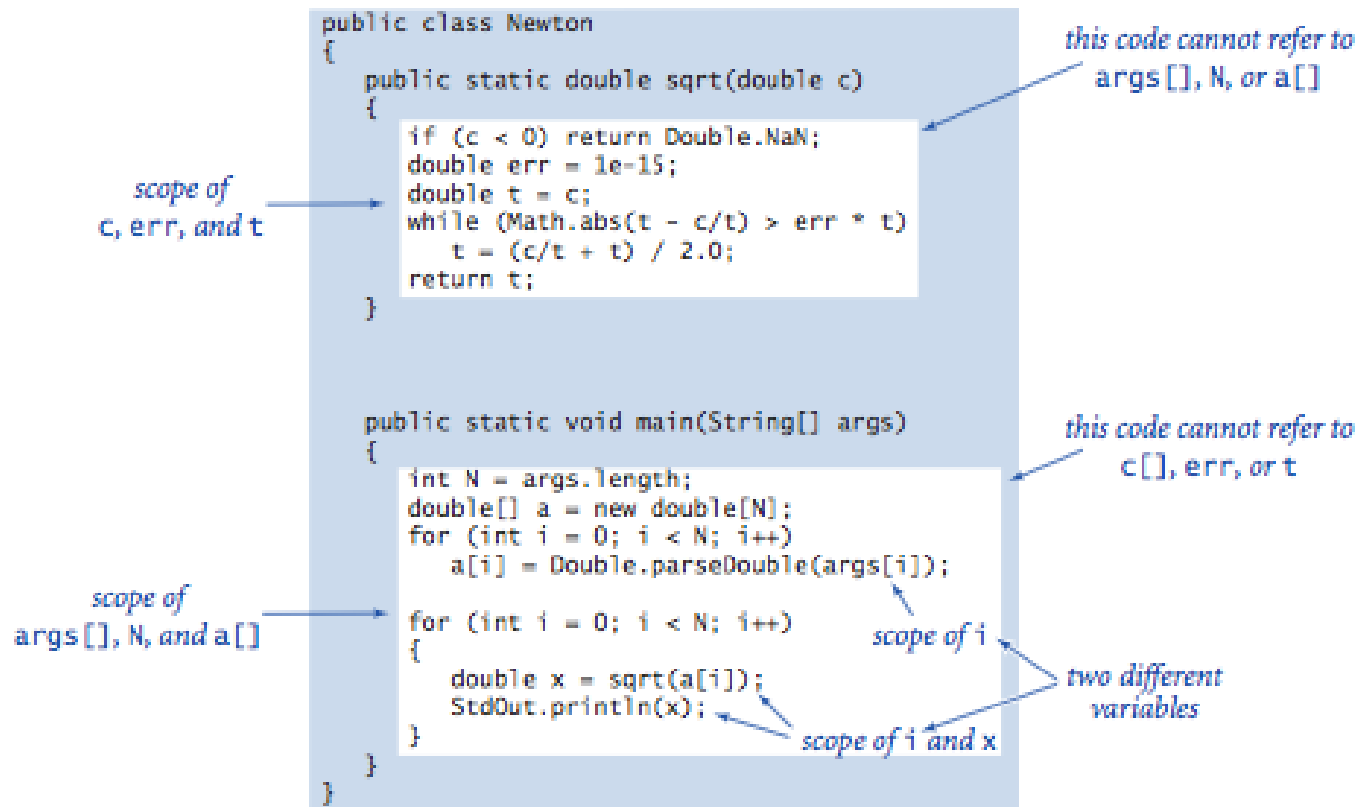 public class Newton
{
public static double sqrt(double c)
{
if (c < 0) return Double.NaN;
double err = 1e-15;
double t = c;
while (Math.abs(t - c/t) > err * t)
t = (c/t + t) / 2.0;
return t;
}
this code cannot refer to
args[], N, or a[]
scope of
c, err, and t
public static void main(String[] args)
{
int N = args.length;
double[] a = new double[N];
for (int i = 0; i < N; i++)
a[i] = Double.parseDouble(args[i]);
for (int i = 0; i < N; i++)
{
double x = sqrt(a[i]);
StdOut.println(x);
}
}
}
this code cannot refer to
c[], err, or t
scope of
args[], N, and a[]
scope of i
two different
variables
scope of i and x